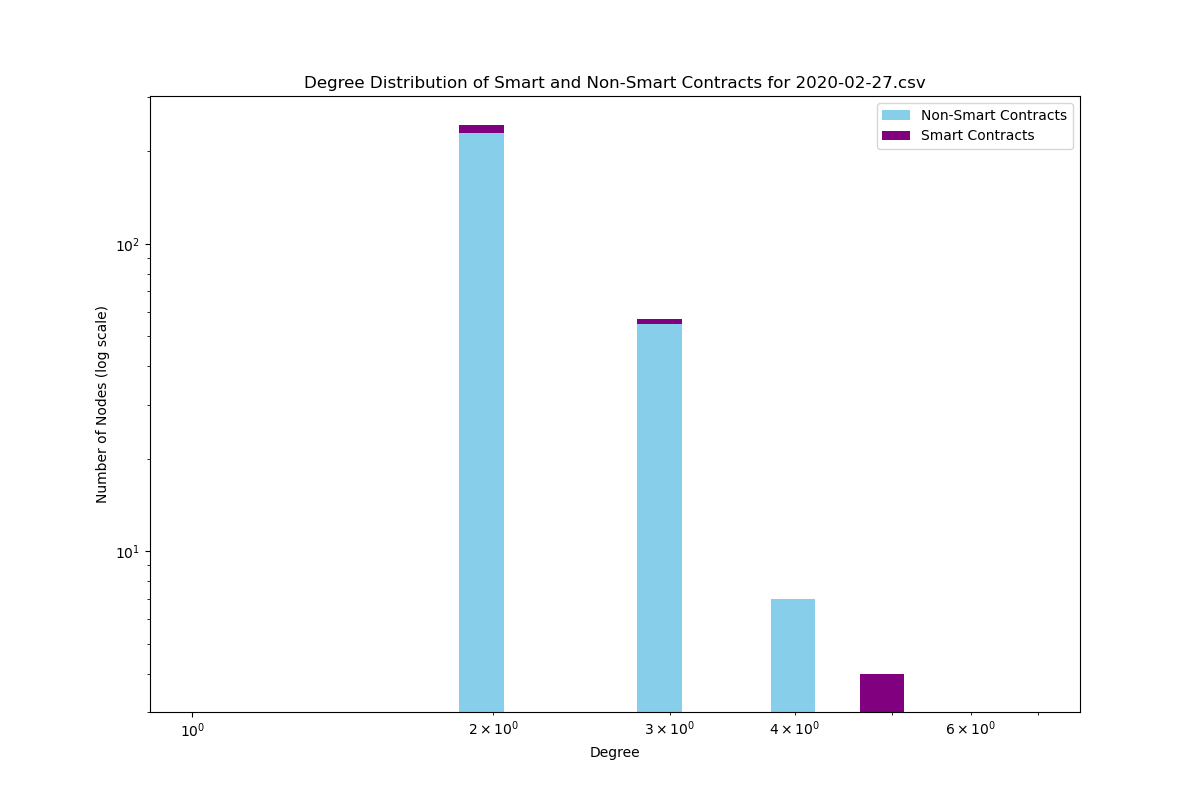 Degree Distribution of Smart and Non-Smart Contracts for 2020-02-27.csv
Non-Smart Contracts
Smart Contracts
Number of Nodes (log scale)
10²
10¹
10⁰
2 × 10⁰
3 × 10⁰
4 × 10⁰
6 × 10⁰
Degree